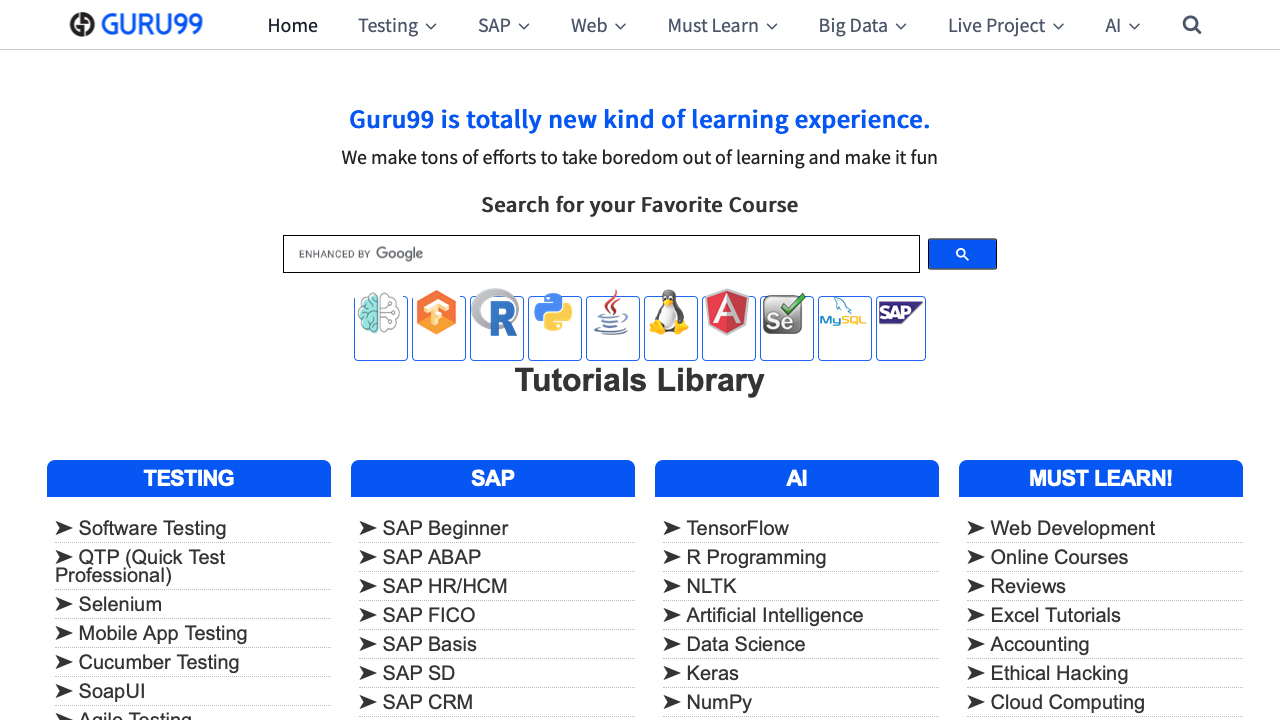 GURU99 Home Testing SAP Web Must Learn Big Data Live Project AI
Guru99 is totally new kind of learning experience.
We make tons of efforts to take boredom out of learning and make it fun
Search for your Favorite Course
ENHANCED BY Google
R Se MySQL SAP
Tutorials Library
TESTING
➤ Software Testing
➤ QTP (Quick Test
Professional)
➤ Selenium
➤ Mobile App Testing
➤ Cucumber Testing
➤ SoapUI
➤ Agile Testing
SAP
➤ SAP Beginner
➤ SAP ABAP
➤ SAP HR/HCM
➤ SAP FICO
➤ SAP Basis
➤ SAP SD
➤ SAP CRM
AI
➤ TensorFlow
➤ R Programming
➤ NLTK
➤ Artificial Intelligence
➤ Data Science
➤ Keras
➤ NumPy
MUST LEARN!
➤ Web Development
➤ Online Courses
➤ Reviews
➤ Excel Tutorials
➤ Accounting
➤ Ethical Hacking
➤ Cloud Computing